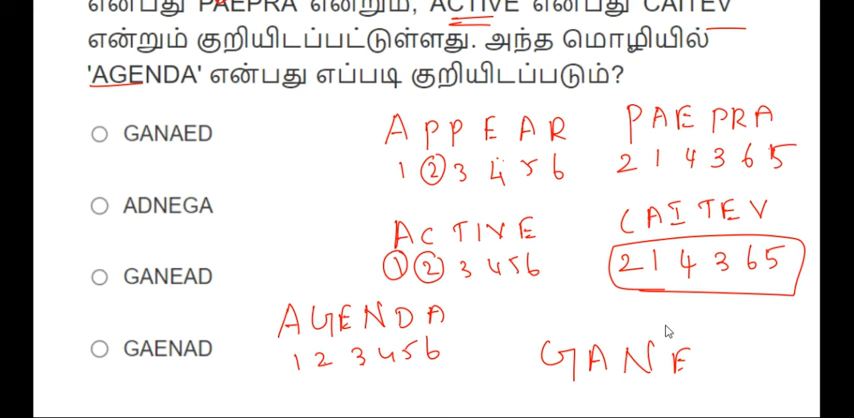 என்பது PAEPRA என்றும், ACTIVE என்பது CAITEV
என்றும் குறியிடப்பட்டுள்ளது. அந்த மொழியில்
'AGENDA' என்பது எப்படி குறியிடப்படும்?
GANAED
ADNEGA
GANEAD
GAENAD
APPEAR PAEPRA
1 2 3 4 5 6 2 1 4 3 6 5
ACTIVE CAITEV
1 2 3 4 5 6 2 1 4 3 6 5
AGENDA
1 2 3 4 5 6
GANE